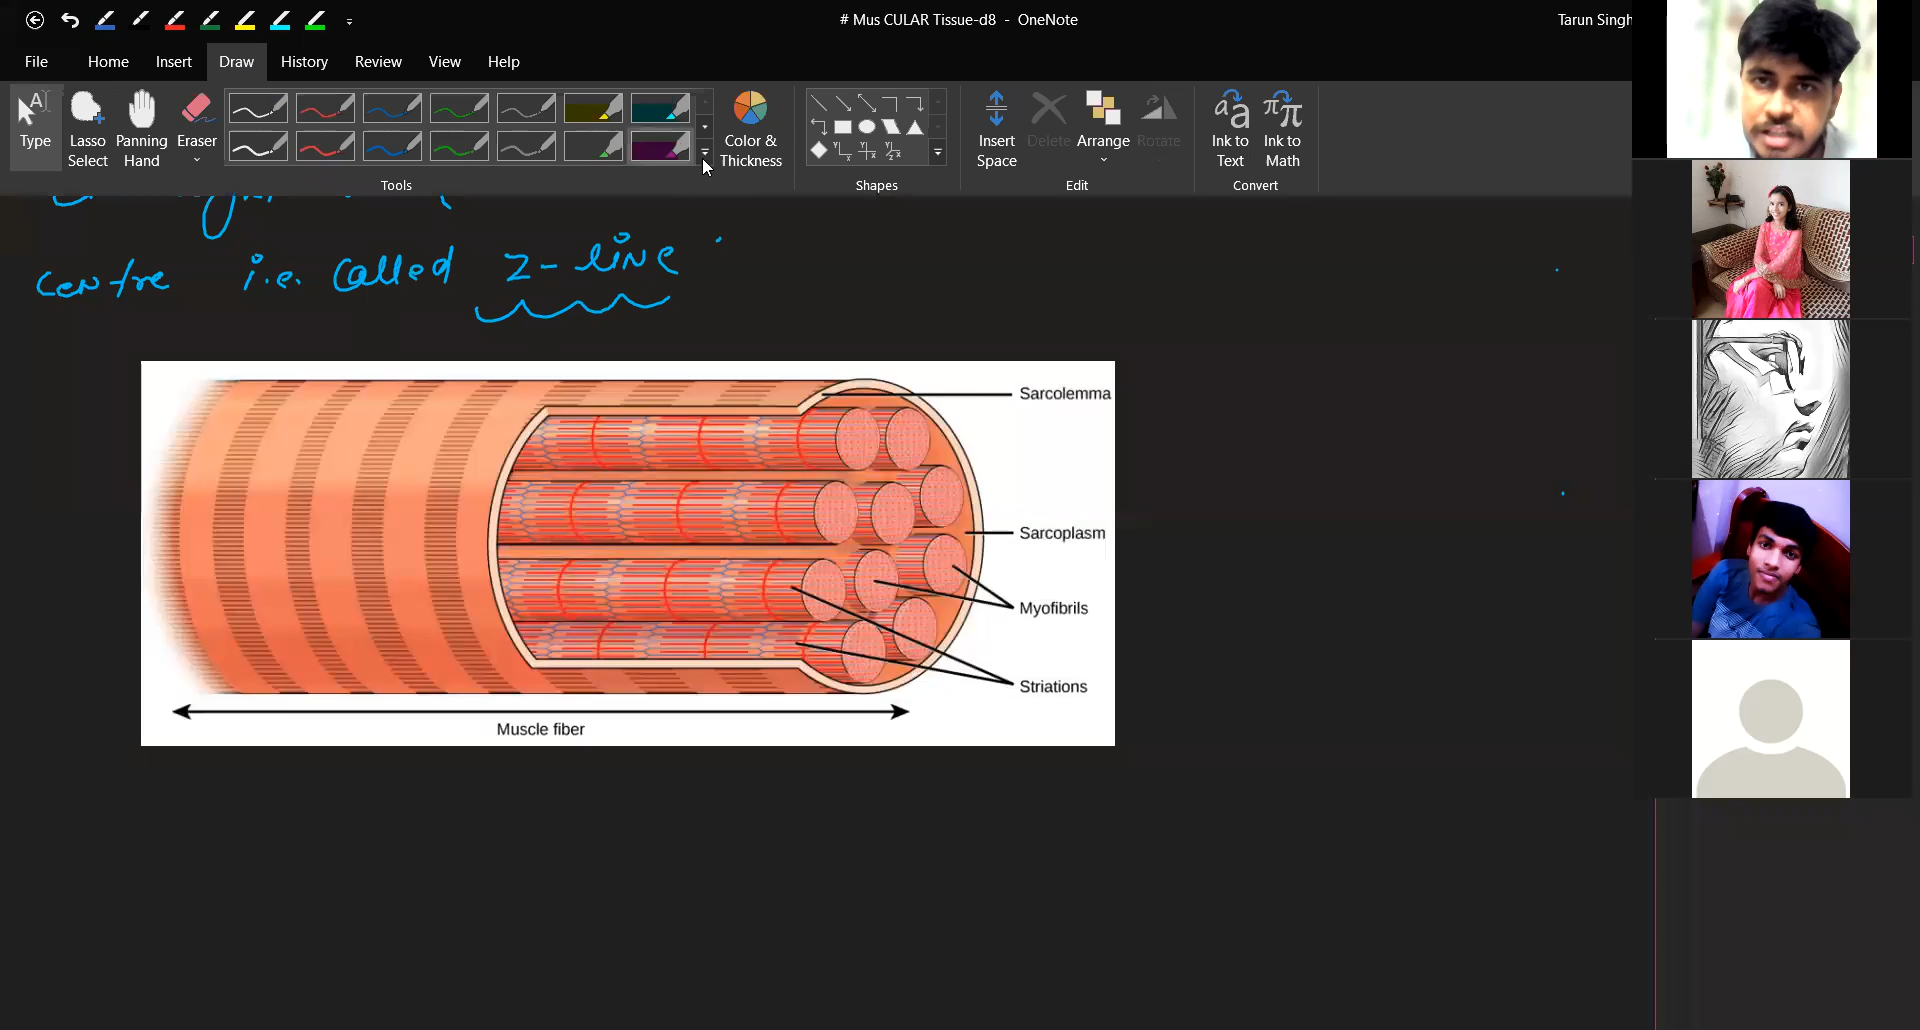 # Mus CULAR Tissue-d8 - OneNote
Tarun Singh
File Home Insert Draw History Review View Help
Type
Lasso Select
Panning Hand
Eraser
Color & Thickness
Insert Space
Delete
Arrange
Rotate
Ink to Text
Ink to Math
Tools
Shapes
Edit
Convert
centre i.e. called Z-line
Sarcolemma
Sarcoplasm
Myofibrils
Striations
Muscle fiber